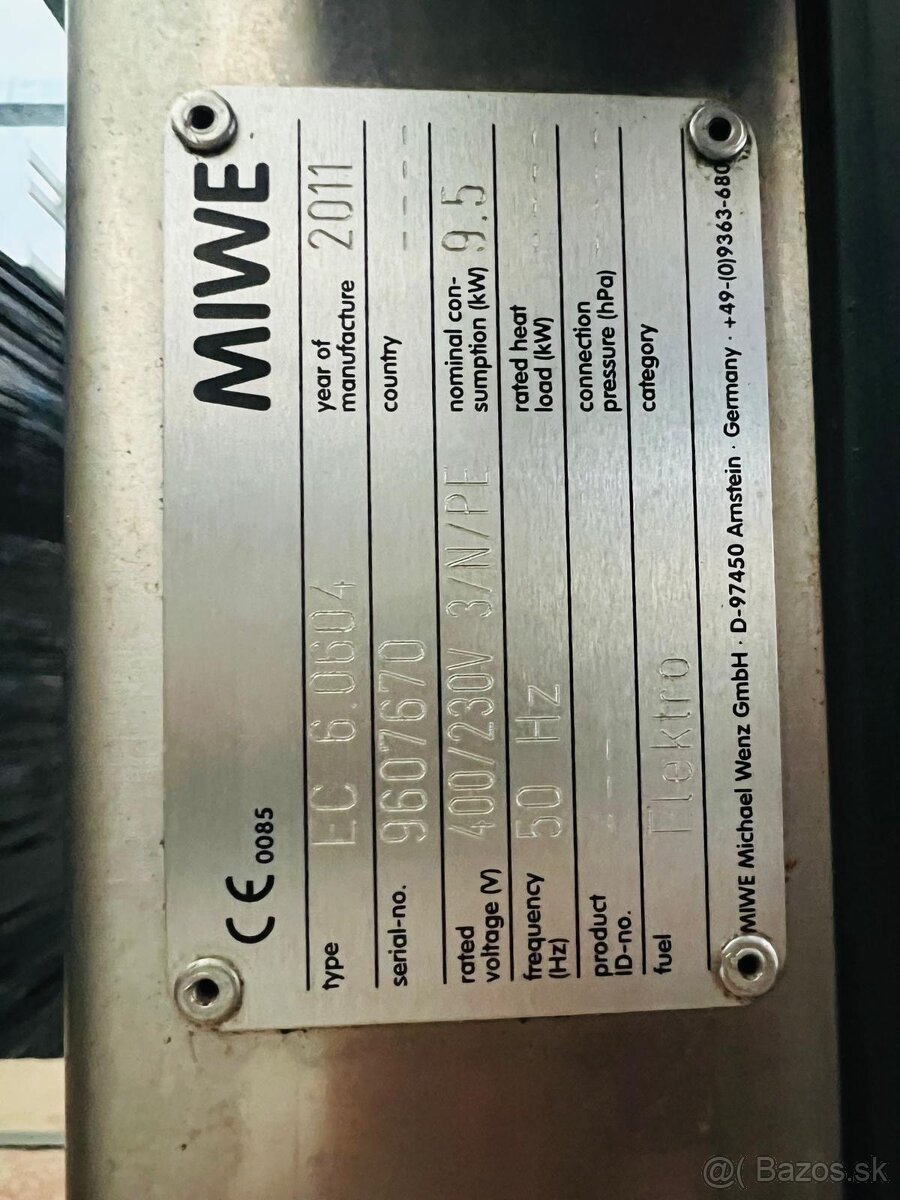 CE 0085
MIWE
type EC 6.0604 year of manufacture 2011
serial-no. 9607670 country ----
rated voltage (V) 400/230V 3/N/PE nominal con-sumption (kW) 9.5
frequency (Hz) 50 Hz rated heat load (kW) ----
product ID-no. ---- connection pressure (hPa) ----
fuel Elektro category
MIWE Michael Wenz GmbH · D-97450 Arnstein · Germany · +49-(0)9363-680
@( Bazos.sk